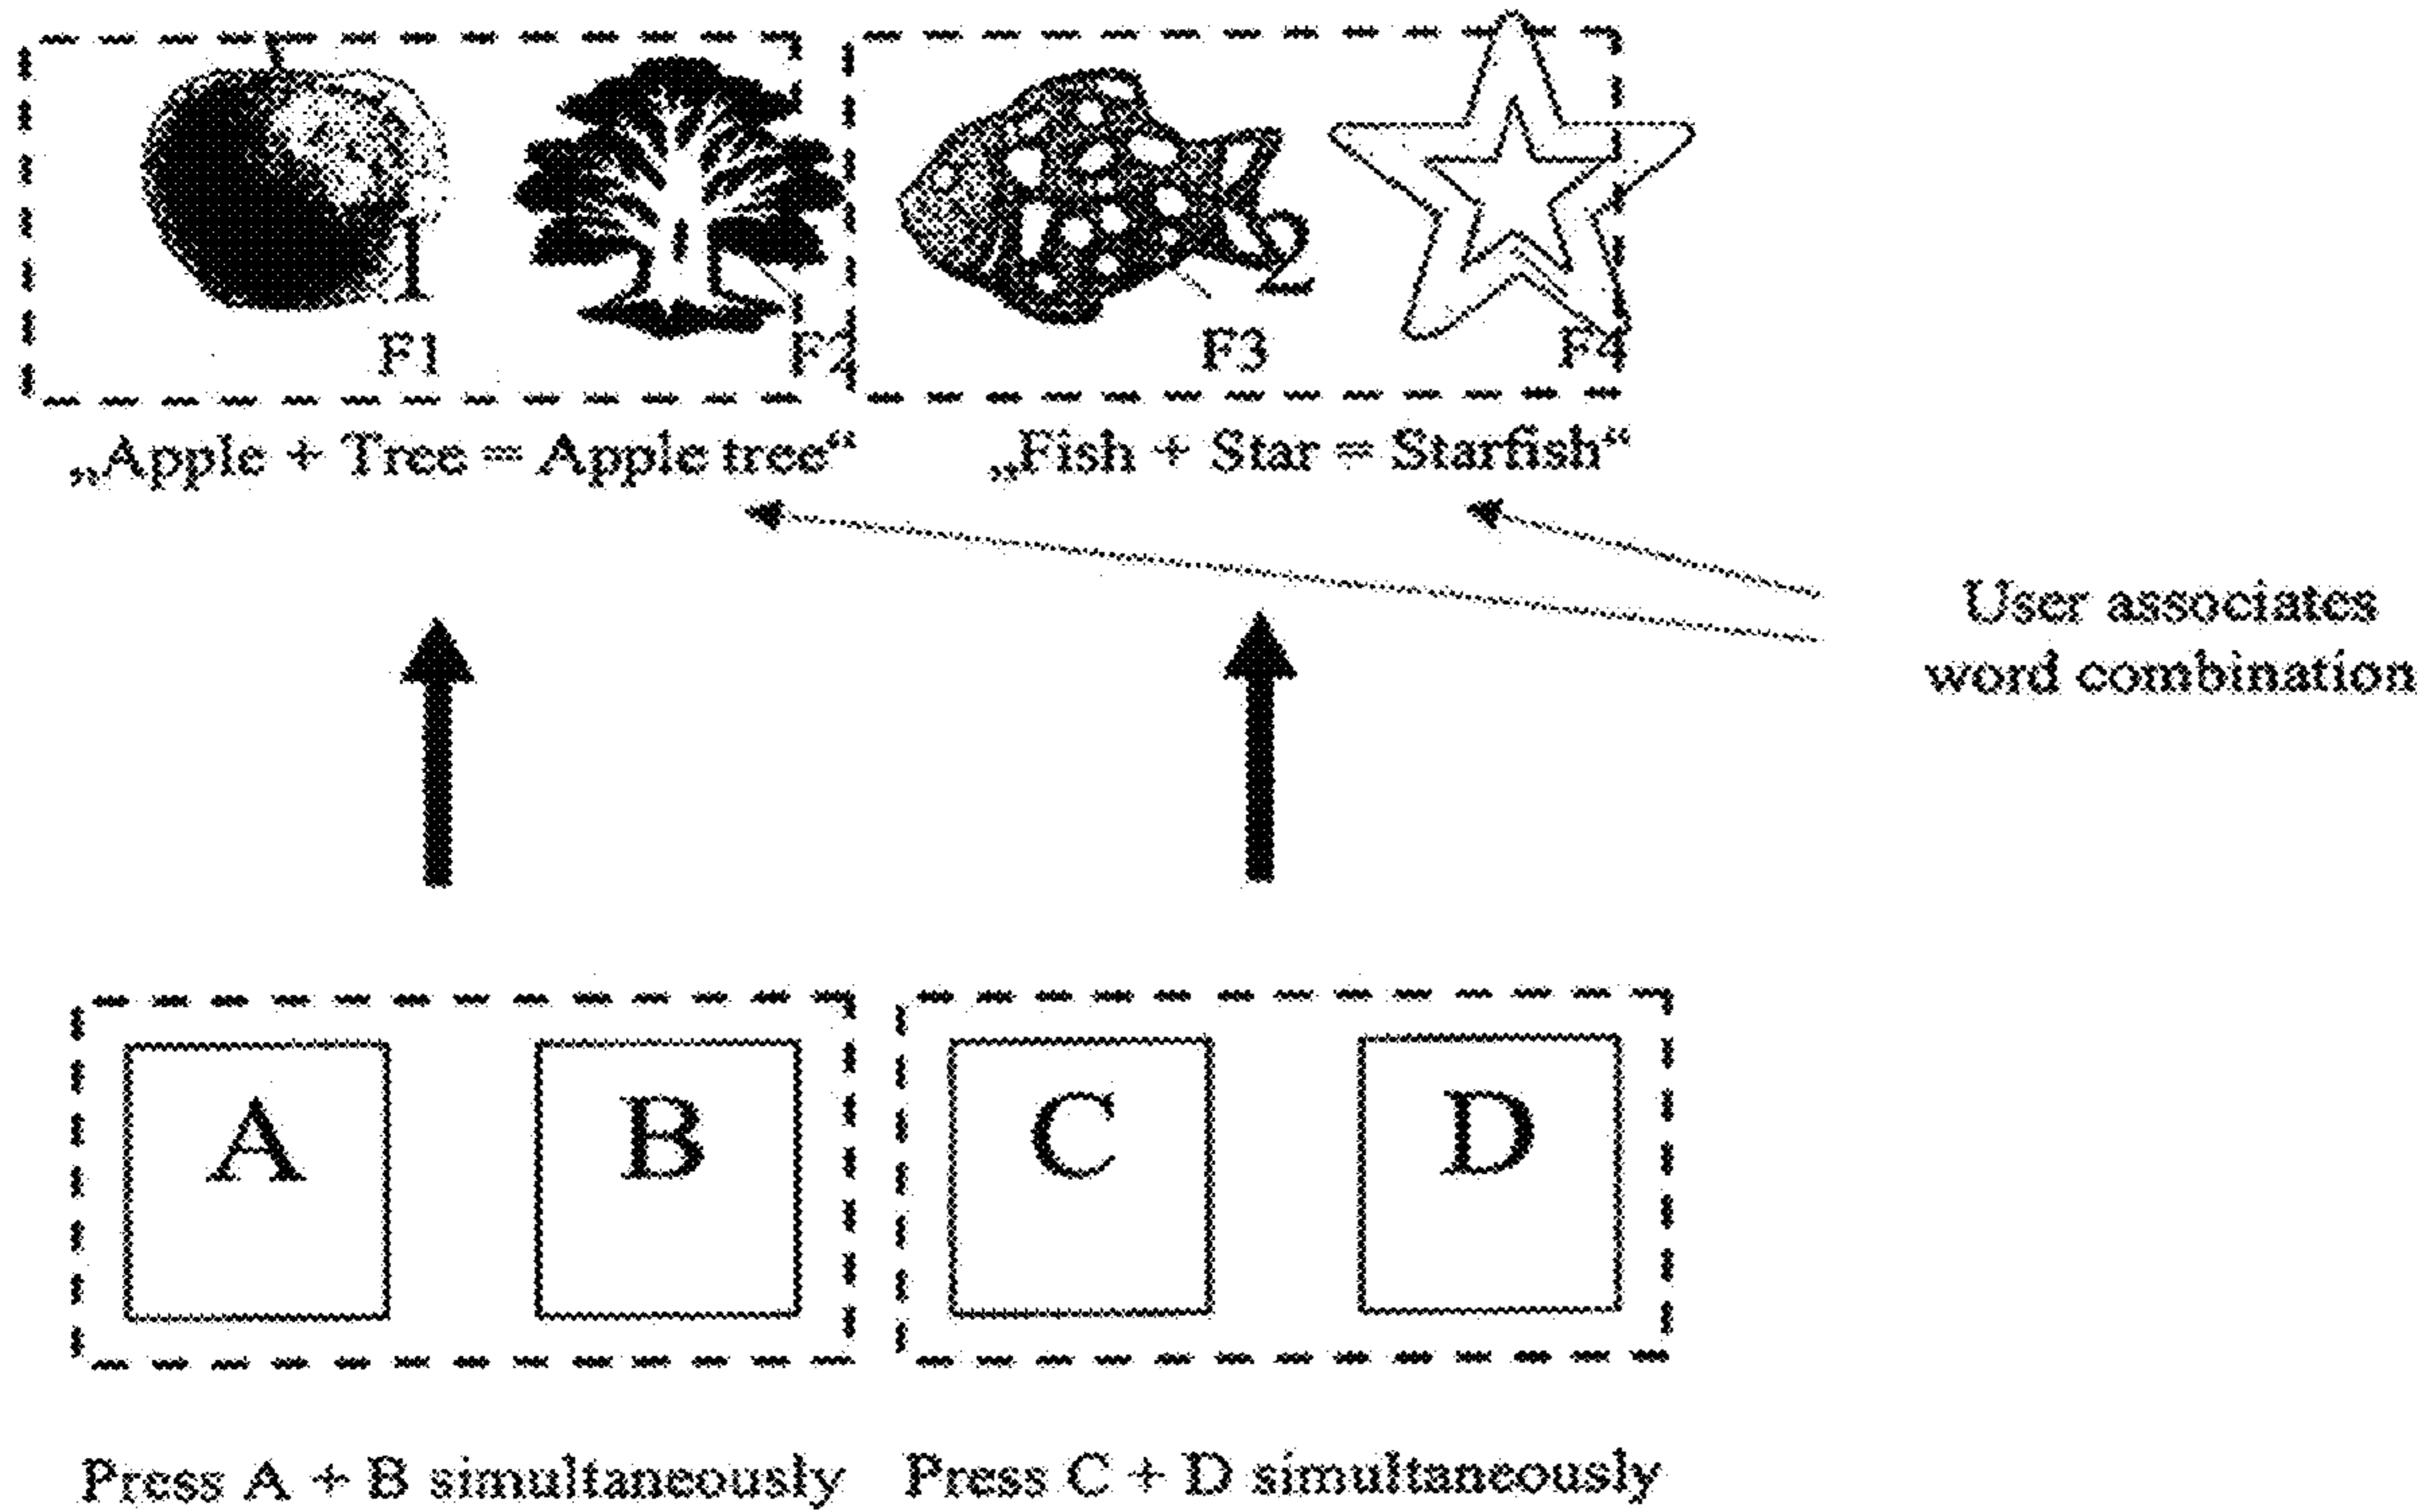 1
2
F1
F2
F3
F4
„Apple + Tree = Apple tree“
„Fish + Star = Starfish“
User associates
word combination
A
B
C
D
Press A + B simultaneously
Press C + D simultaneously